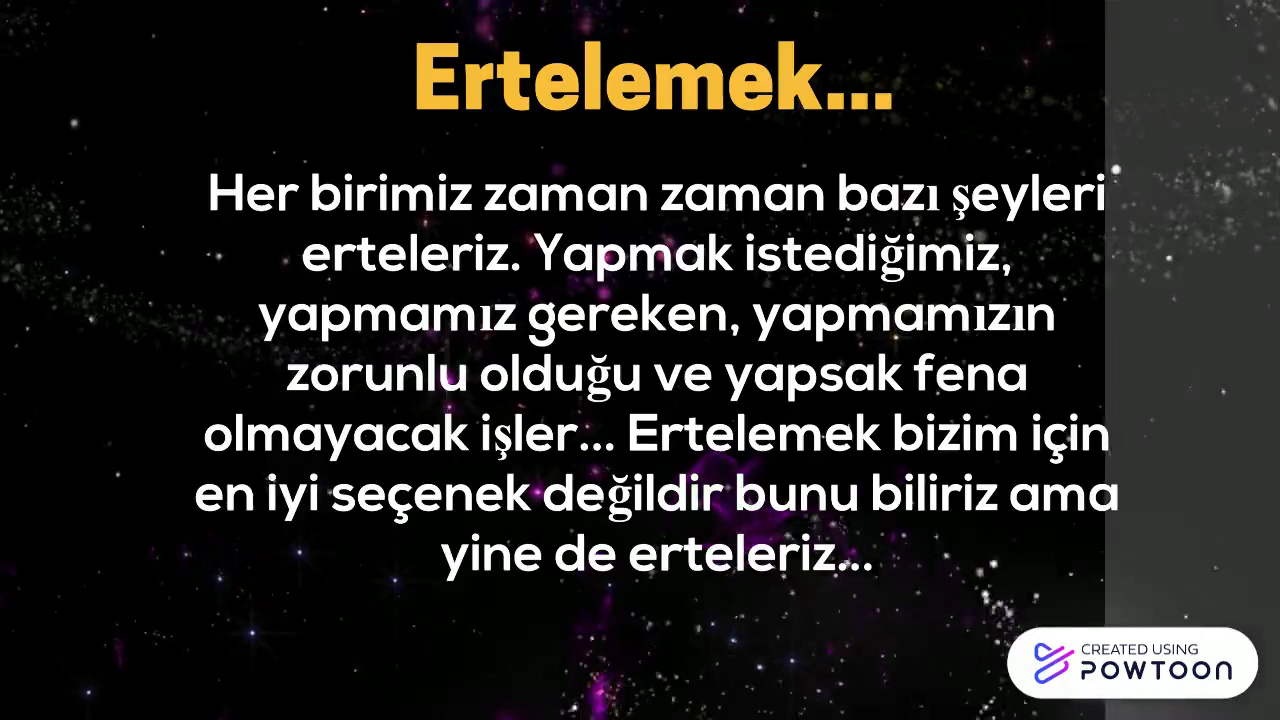 Ertelemek...
Her birimiz zaman zaman bazı şeyleri
erteleriz. Yapmak istediğimiz,
yapmamız gereken, yapmamızın
zorunlu olduğu ve yapsak fena
olmayacak işler... Ertelemek bizim için
en iyi seçenek değildir bunu biliriz ama
yine de erteleriz...
CREATED USING
POWTOON